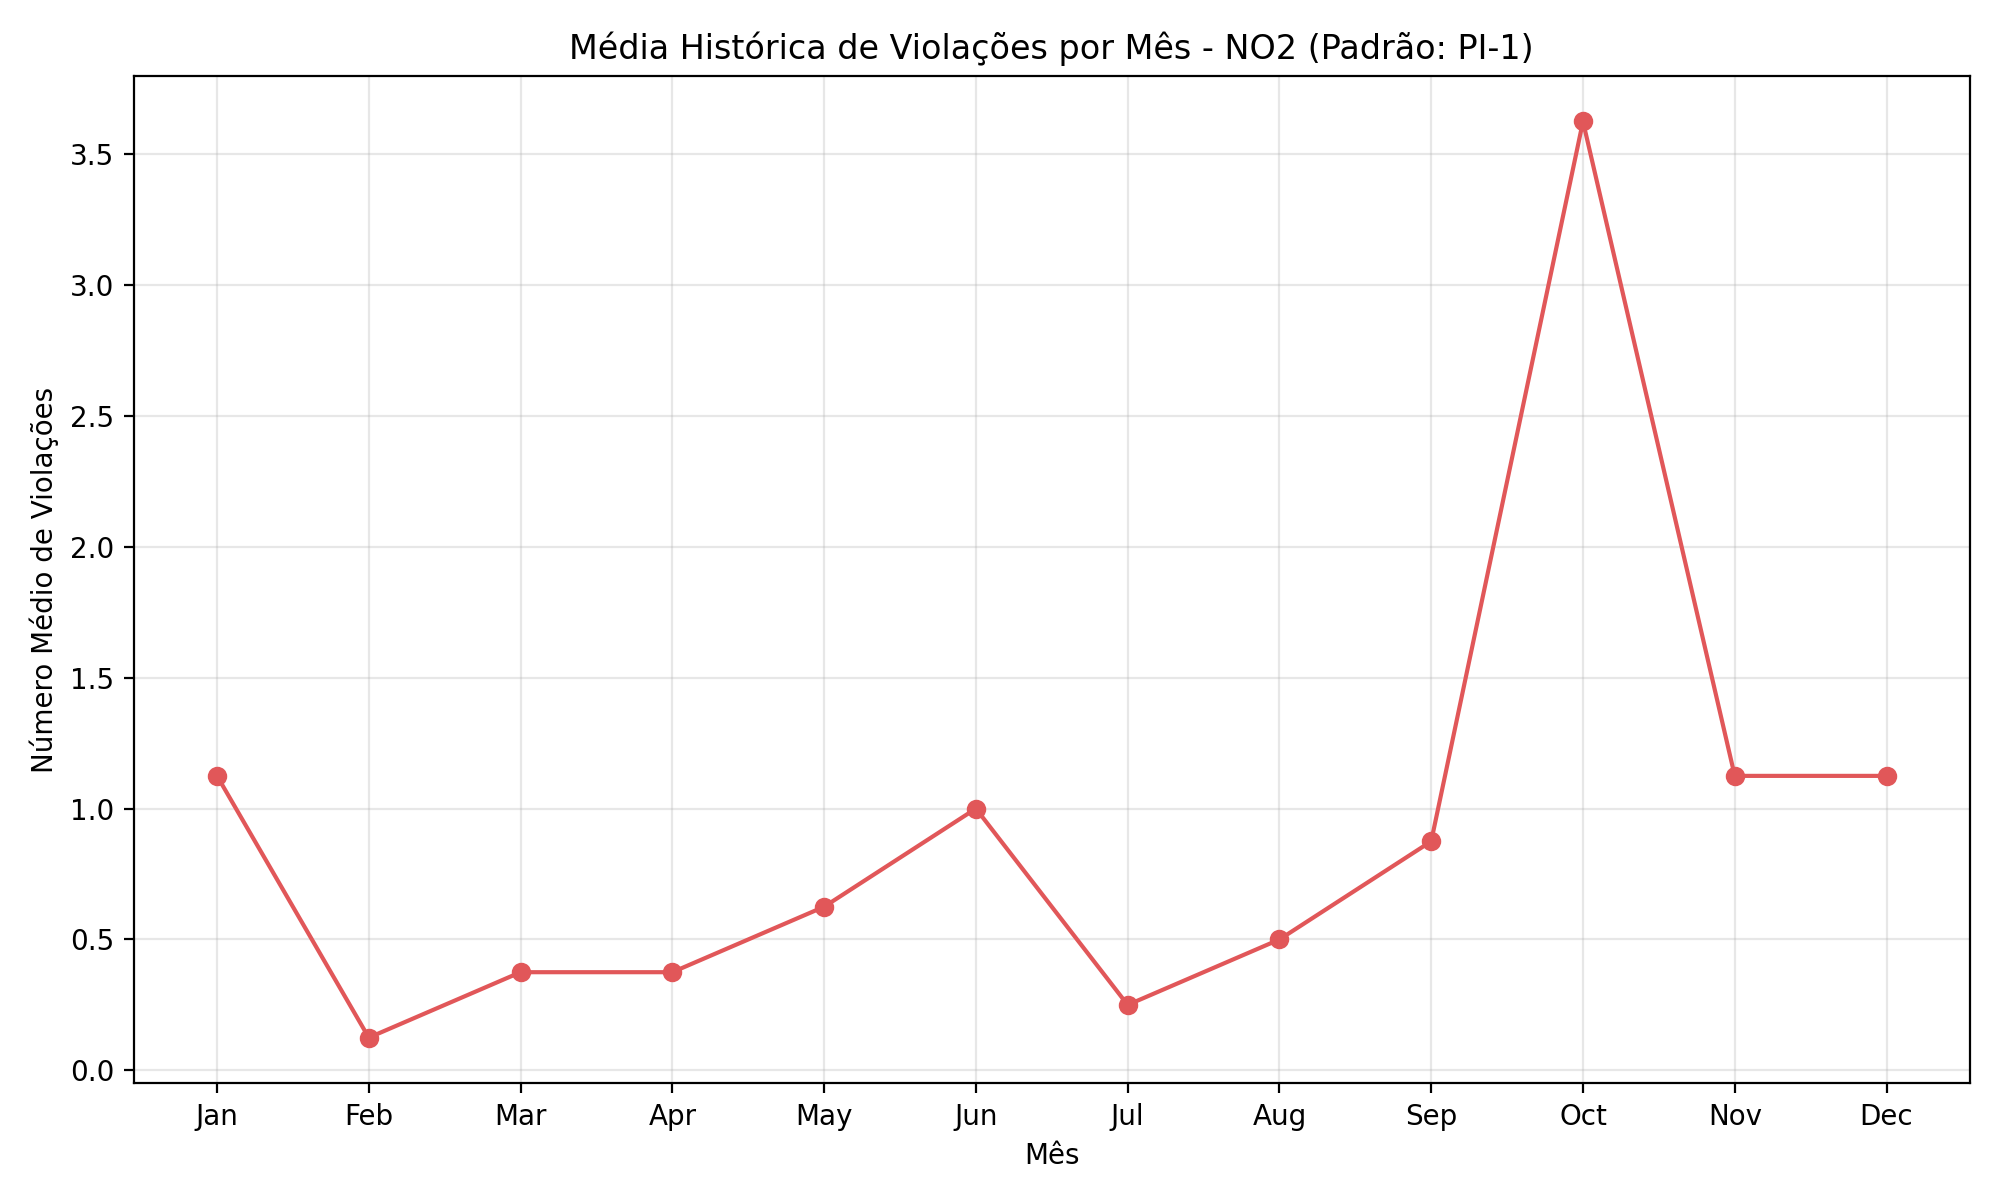 Média Histórica de Violações por Mês - NO2 (Padrão: PI-1)
Número Médio de Violações
3.5
3.0
2.5
2.0
1.5
1.0
0.5
0.0
Jan Feb Mar Apr May Jun Jul Aug Sep Oct Nov Dec
Mês